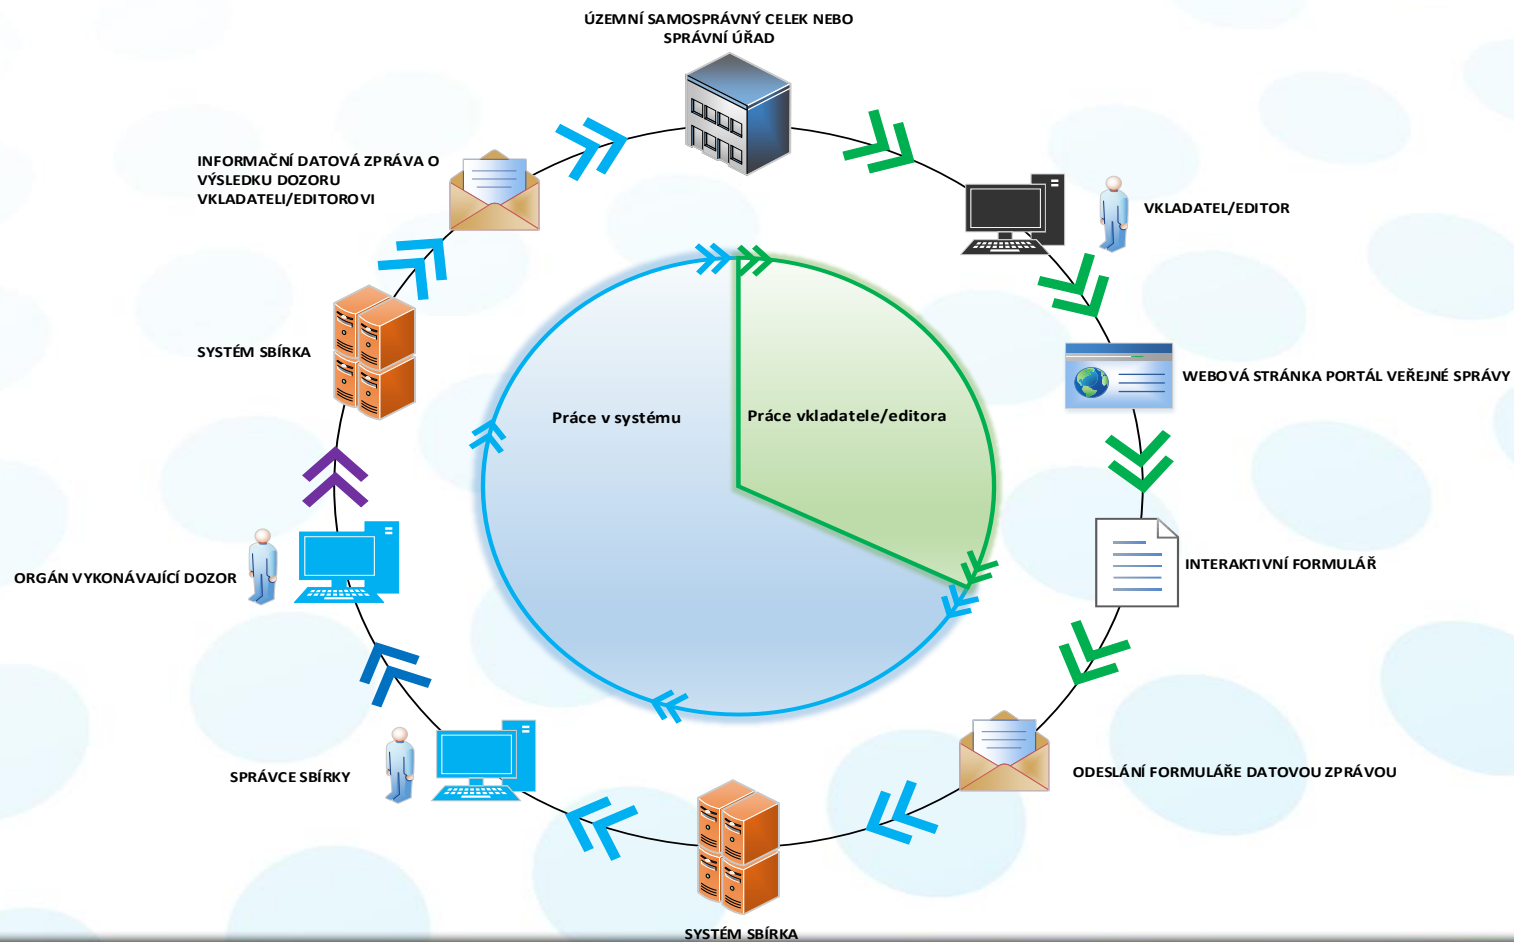 ÚZEMNÍ SAMOSPRÁVNÝ CELEK NEBO
SPRÁVNÍ ÚŘAD
VKLADATEL/EDITOR
WEBOVÁ STRÁNKA PORTÁL VEŘEJNÉ SPRÁVY
INTERAKTIVNÍ FORMULÁŘ
ODESLÁNÍ FORMULÁŘE DATOVOU ZPRÁVOU
SYSTÉM SBÍRKA
SPRÁVCE SBÍRKY
ORGÁN VYKONÁVAJÍCÍ DOZOR
SYSTÉM SBÍRKA
INFORMAČNÍ DATOVÁ ZPRÁVA O
VÝSLEDKU DOZORU
VKLADATELI/EDITOROVI
Práce v systému
Práce vkladatele/editora